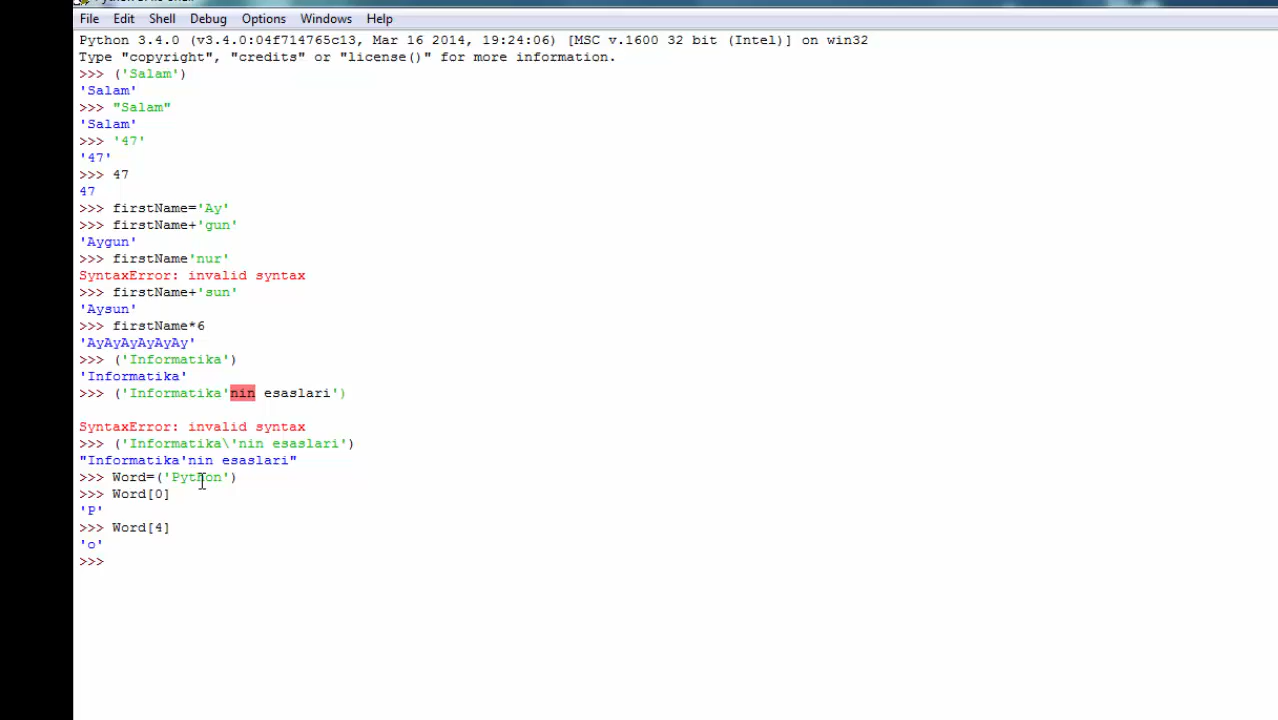 File Edit Shell Debug Options Windows Help
Python 3.4.0 (v3.4.0:04f714765c13, Mar 16 2014, 19:24:06) [MSC v.1600 32 bit (Intel)] on win32
Type "copyright", "credits" or "license()" for more information.
>>> ('Salam')
'Salam'
>>> "Salam"
'Salam'
>>> '47'
'47'
>>> 47
47
>>> firstName='Ay'
>>> firstName+'gun'
'Aygun'
>>> firstName'nur'
SyntaxError: invalid syntax
>>> firstName+'sun'
'Aysun'
>>> firstName*6
'AyAyAyAyAyAy'
>>> ('Informatika')
'Informatika'
>>> ('Informatika'nin esaslari')
SyntaxError: invalid syntax
>>> ('Informatika\'nin esaslari')
"Informatika'nin esaslari"
>>> Word=('Python')
>>> Word[0]
'P'
>>> Word[4]
'o'
>>>